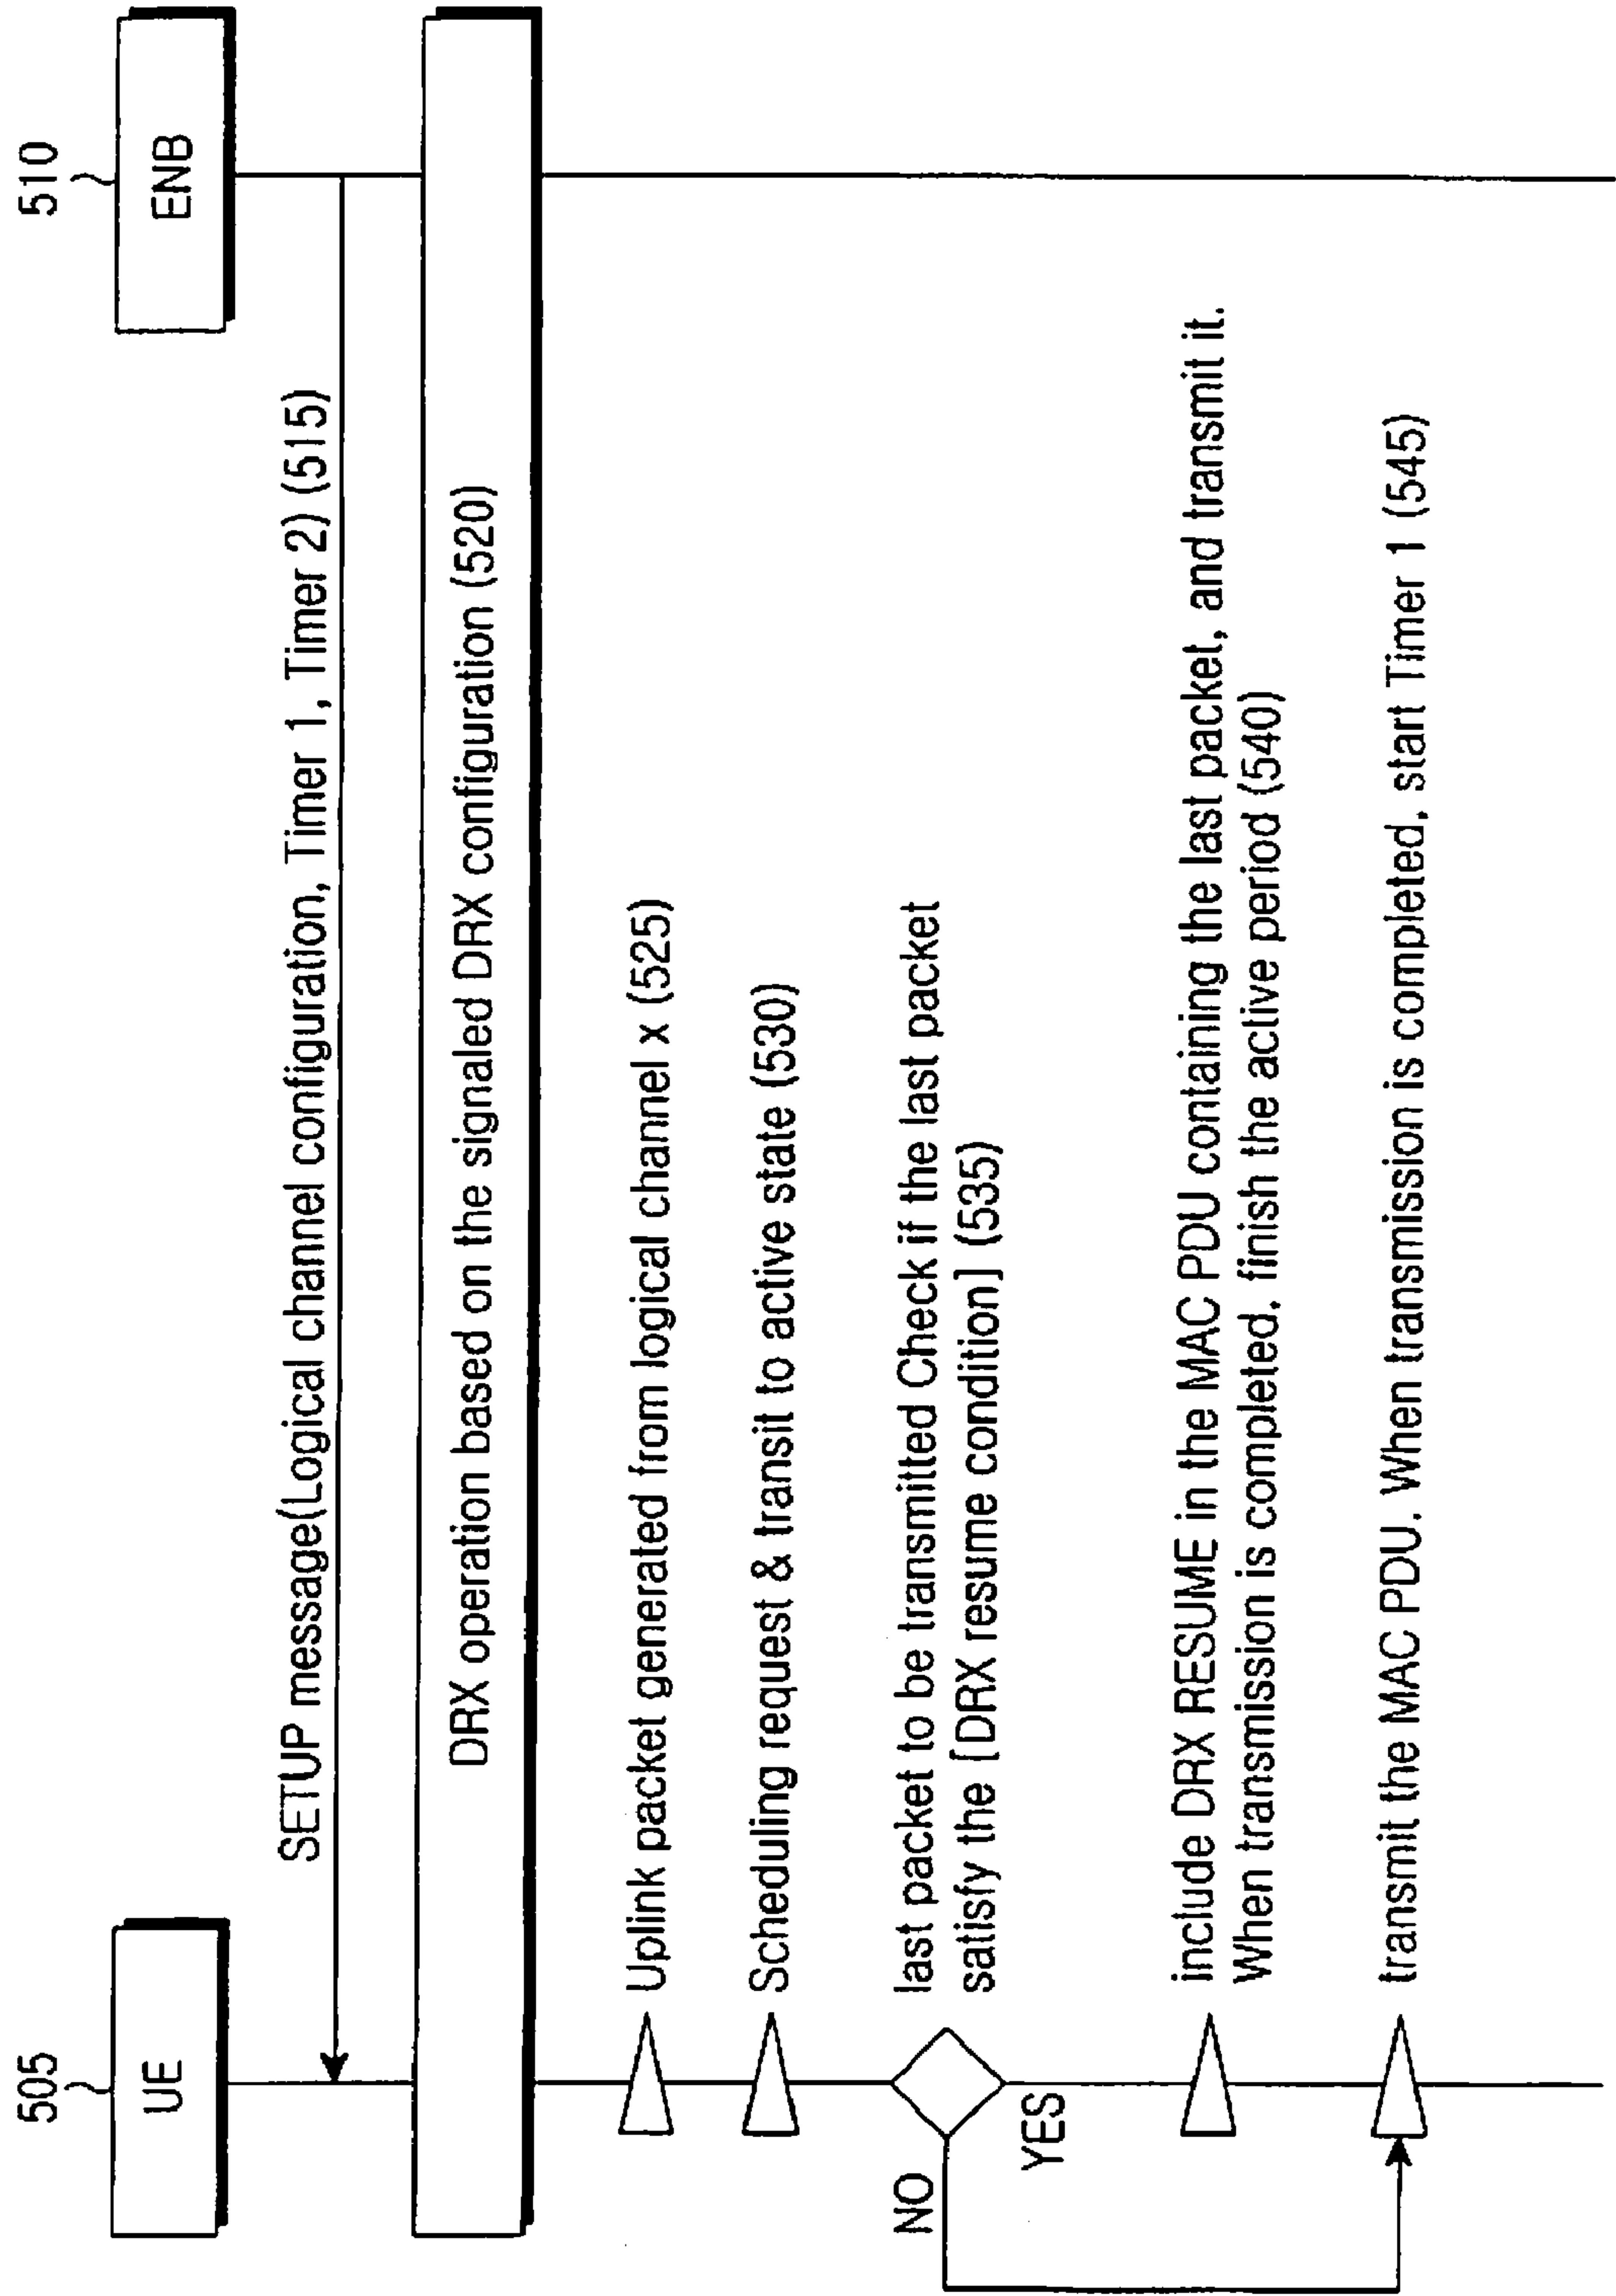 505
UE
510
ENB
SETUP message(Logical channel configuration, Timer 1, Timer 2) (515)
DRX operation based on the signaled DRX configuration (520)
Uplink packet generated from logical channel x (525)
Scheduling request & transit to active state (530)
last packet to be transmitted Check if the last packet
satisfy the [DRX resume condition] (535)
NO
YES
include DRX RESUME in the MAC PDU containing the last packet, and transmit it.
When transmission is completed, finish the active period (540)
transmit the MAC PDU. When transmission is completed, start Timer 1 (545)